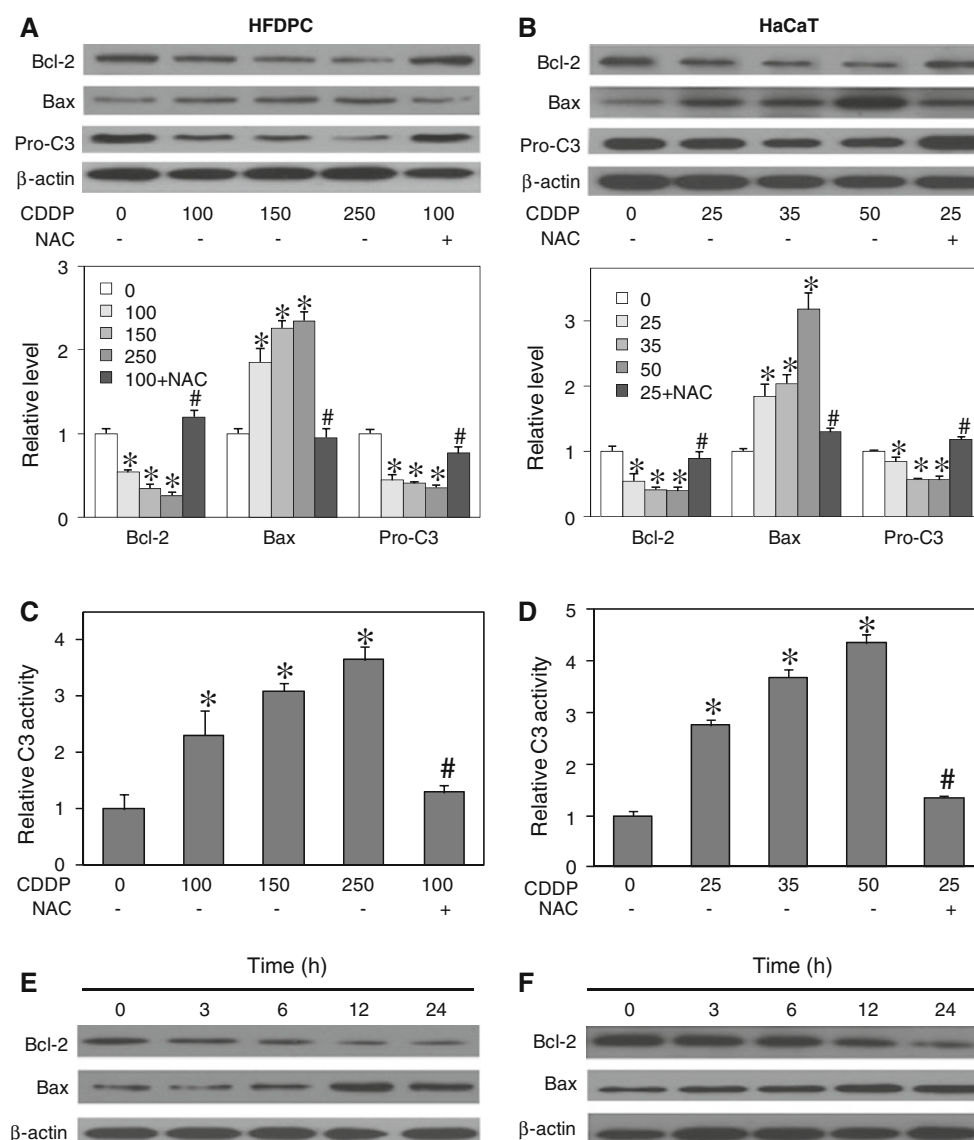 A HFDPC
Bcl-2
Bax
Pro-C3
β-actin
CDDP 0 100 150 250 100
NAC - - - - +
3
2
1
0
Relative level
0
100
150
250
100+NAC
* * * #
* * * #
* * * #
Bcl-2 Bax Pro-C3
B HaCaT
Bcl-2
Bax
Pro-C3
β-actin
CDDP 0 25 35 50 25
NAC - - - - +
3
2
1
0
Relative level
0
25
35
50
25+NAC
* * * #
* * * #
* * * #
Bcl-2 Bax Pro-C3
C
4
3
2
1
0
Relative C3 activity
* * * #
CDDP 0 100 150 250 100
NAC - - - - +
D
5
4
3
2
1
0
Relative C3 activity
* * * #
CDDP 0 25 35 50 25
NAC - - - - +
E Time (h)
0 3 6 12 24
Bcl-2
Bax
β-actin
F Time (h)
0 3 6 12 24
Bcl-2
Bax
β-actin